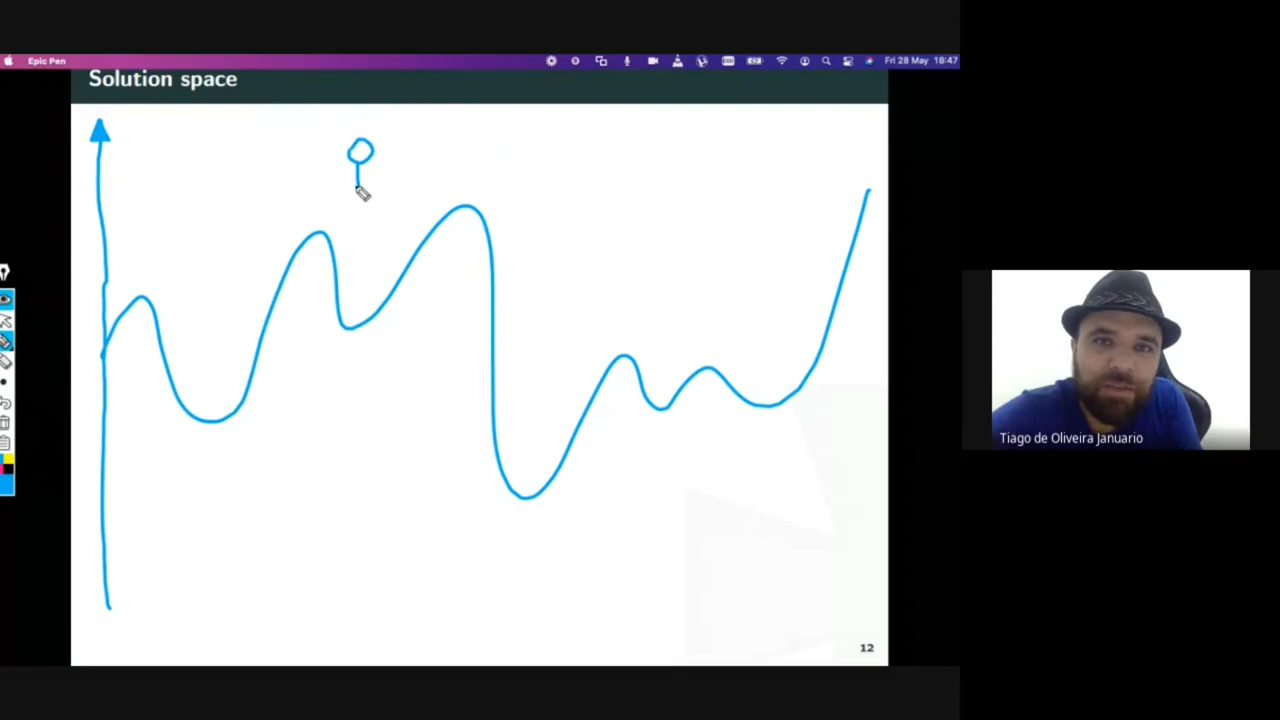 Epic Pen
Fri 28 May 18:47
Solution space
Tiago de Oliveira Januario
12